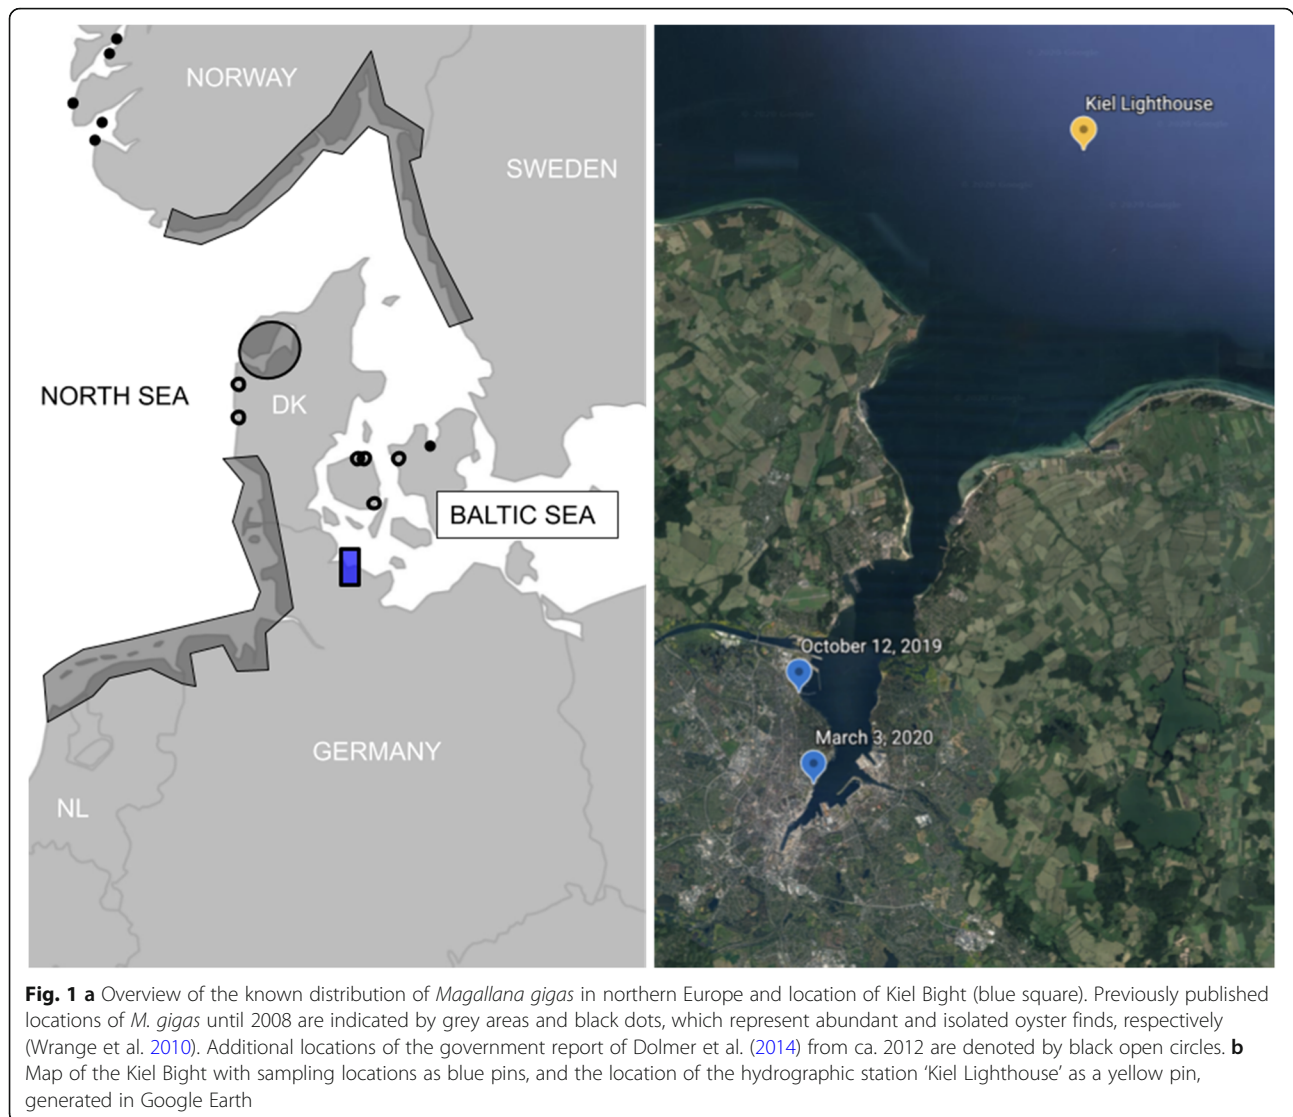 NORWAY
SWEDEN
NORTH SEA
DK
BALTIC SEA
GERMANY
NL
Kiel Lighthouse
October 12, 2019
March 3, 2020
Fig. 1 a Overview of the known distribution of Magallana gigas in northern Europe and location of Kiel Bight (blue square). Previously published
locations of M. gigas until 2008 are indicated by grey areas and black dots, which represent abundant and isolated oyster finds, respectively
(Wrange et al. 2010). Additional locations of the government report of Dolmer et al. (2014) from ca. 2012 are denoted by black open circles. b
Map of the Kiel Bight with sampling locations as blue pins, and the location of the hydrographic station ‘Kiel Lighthouse’ as a yellow pin,
generated in Google Earth